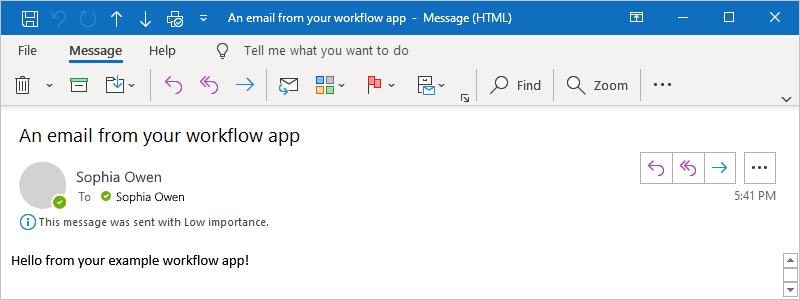 An email from your workflow app - Message (HTML)
File Message Help Tell me what you want to do
Find Zoom
An email from your workflow app
Sophia Owen
To Sophia Owen
5:41 PM
This message was sent with Low importance.
Hello from your example workflow app!